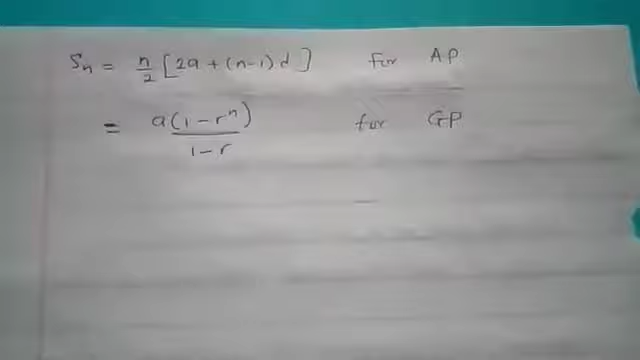 Sn = n/2 [2a + (n-1)d] for AP
= a(1-r^n)/1-r for GP